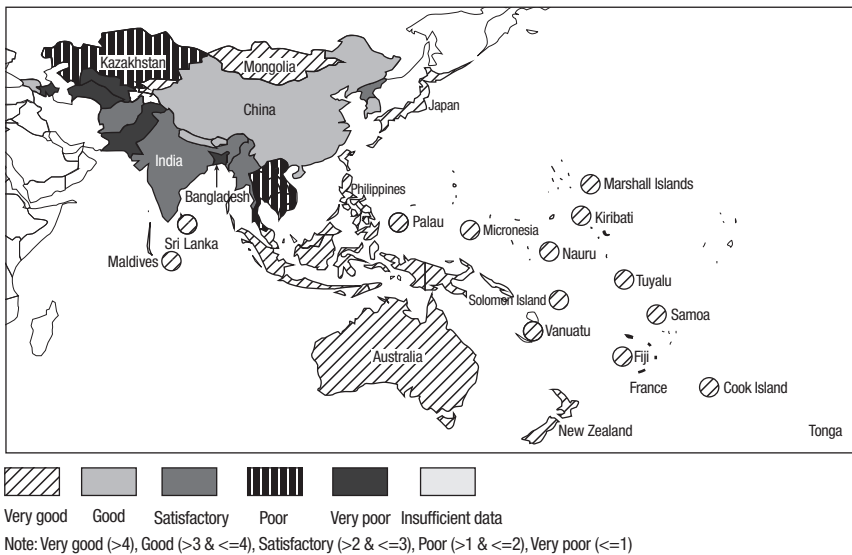 Kazakhstan
Mongolia
China
Japan
India
Bangladesh
Philippines
Marshall Islands
Palau
Kiribati
Micronesia
Sri Lanka
Maldives
Nauru
Tuyalu
Solomon Island
Samoa
Vanuatu
Australia
Fiji
France
Cook Island
New Zealand
Tonga
Very good Good Satisfactory Poor Very poor Insufficient data
Note: Very good (>4), Good (>3 & <=4), Satisfactory (>2 & <=3), Poor (>1 & <=2), Very poor (<=1)